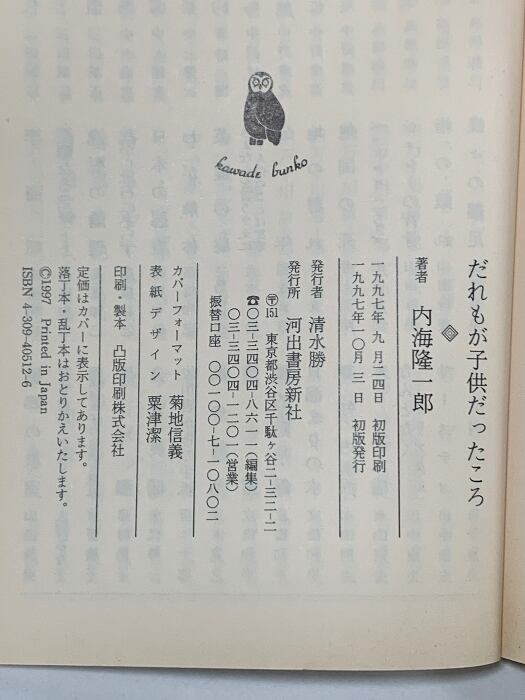 kawade bunko
だれもが子供だったころ
著者 内海隆一郎
一九九七年 九月二四日 初版印刷
一九九七年一〇月 三日 初版発行
発行者 清水勝
発行所 河出書房新社
〒151 東京都渋谷区千駄ヶ谷二-三二-二
☎〇三-三四〇四-八六一一(編集)
〇三-三四〇四-一二〇一(営業)
振替口座 〇〇一〇〇-七-一〇八〇二
カバーフォーマット 菊地信義
表紙デザイン 粟津潔
印刷・製本 凸版印刷株式会社
定価はカバーに表示してあります。
落丁本・乱丁本はおとりかえいたします。
©1997 Printed in Japan
ISBN 4-309-40512-6